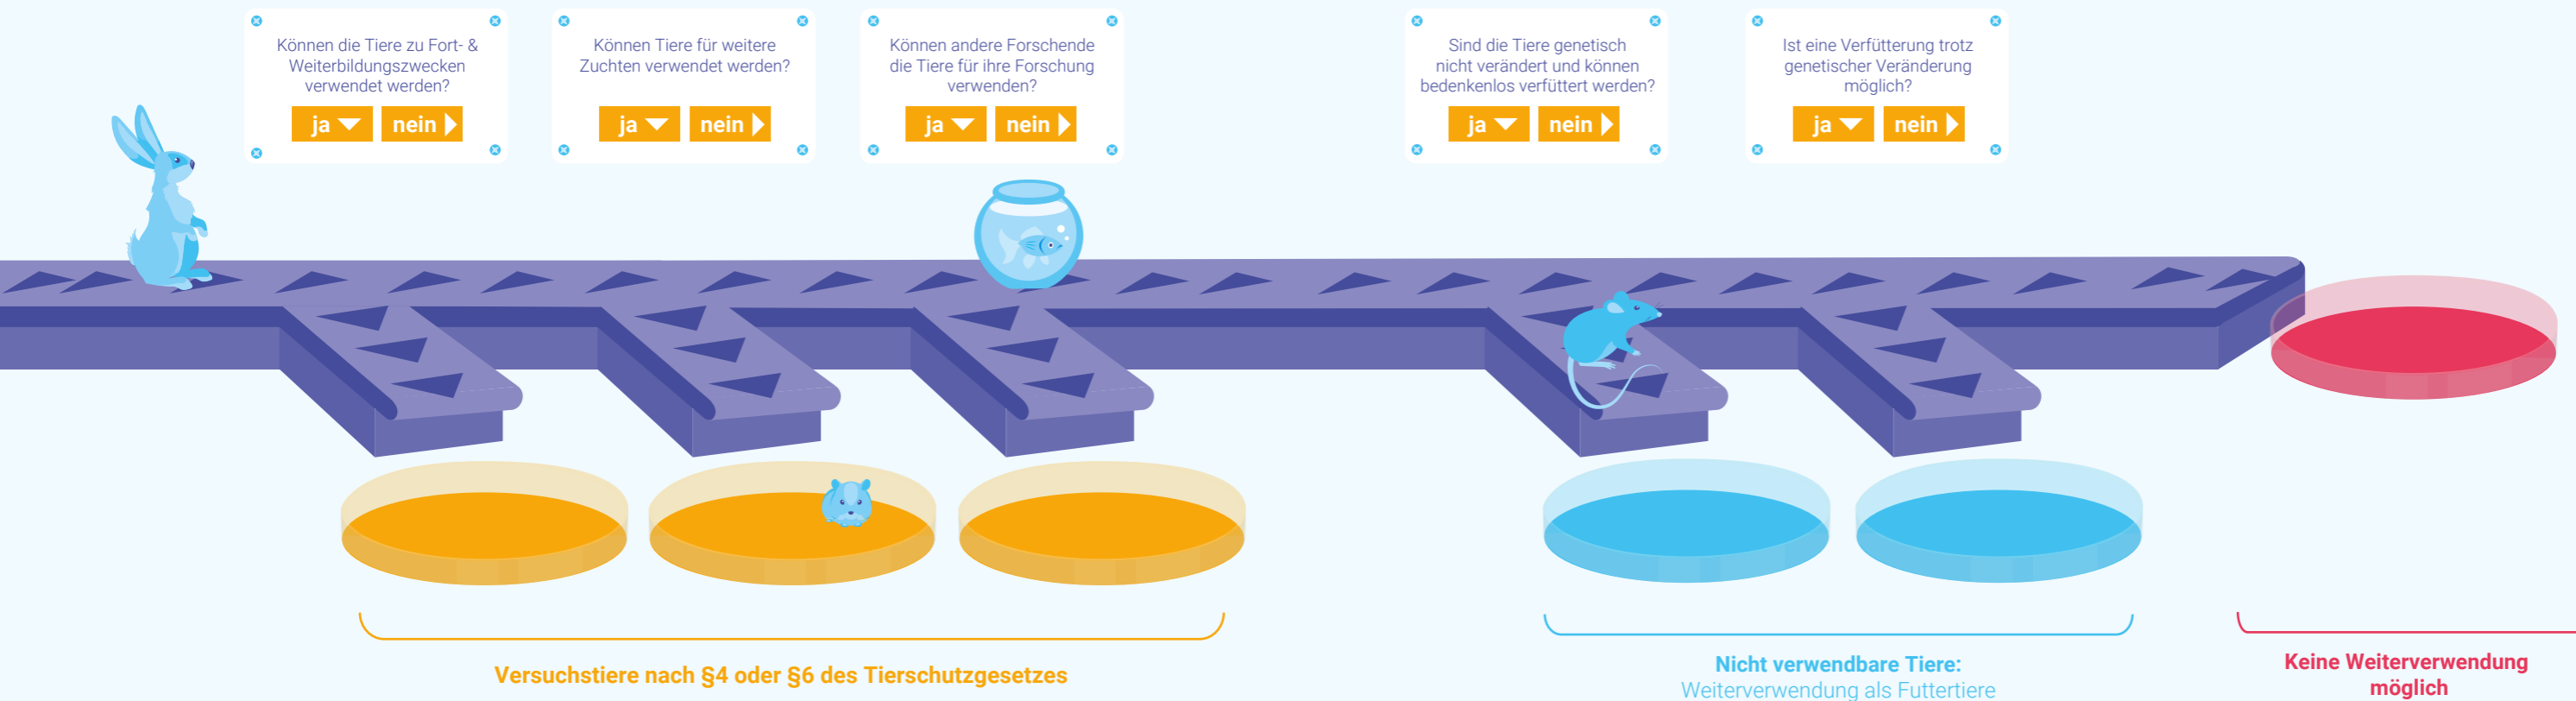 Können die Tiere zu Fort- &
Weiterbildungszwecken
verwendet werden?
ja
nein
Können Tiere für weitere
Zuchten verwendet werden?
ja
nein
Können andere Forschende
die Tiere für ihre Forschung
verwenden?
ja
nein
Sind die Tiere genetisch
nicht verändert und können
bedenkenlos verfüttert werden?
ja
nein
Ist eine Verfütterung trotz
genetischer Veränderung
möglich?
ja
nein
Versuchstiere nach §4 oder §6 des Tierschutzgesetzes
Nicht verwendbare Tiere:
Weiterverwendung als Futtertiere
Keine Weiterverwendung
möglich